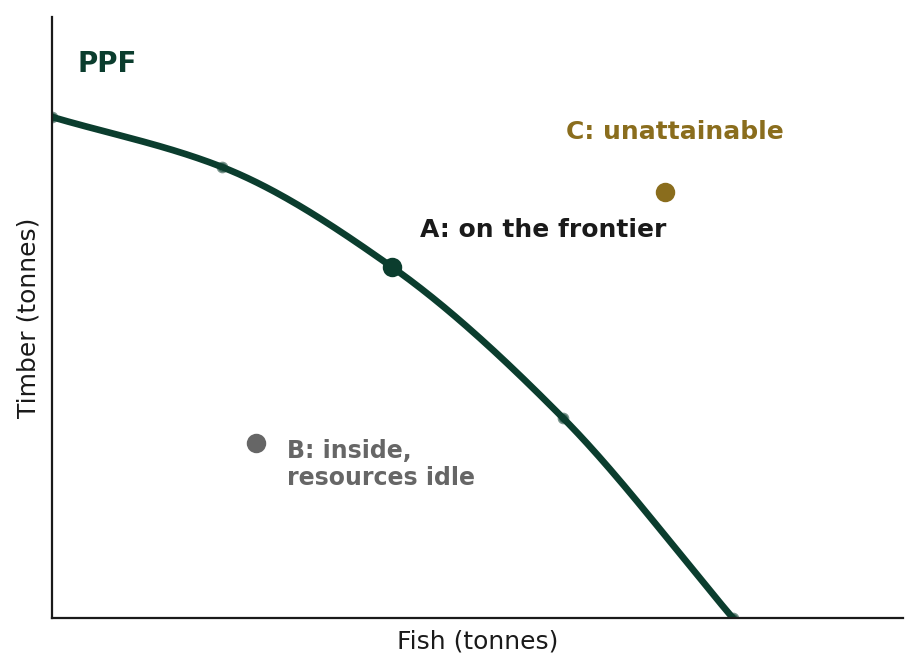 PPF
C: unattainable
A: on the frontier
Timber (tonnes)
B: inside,
resources idle
Fish (tonnes)